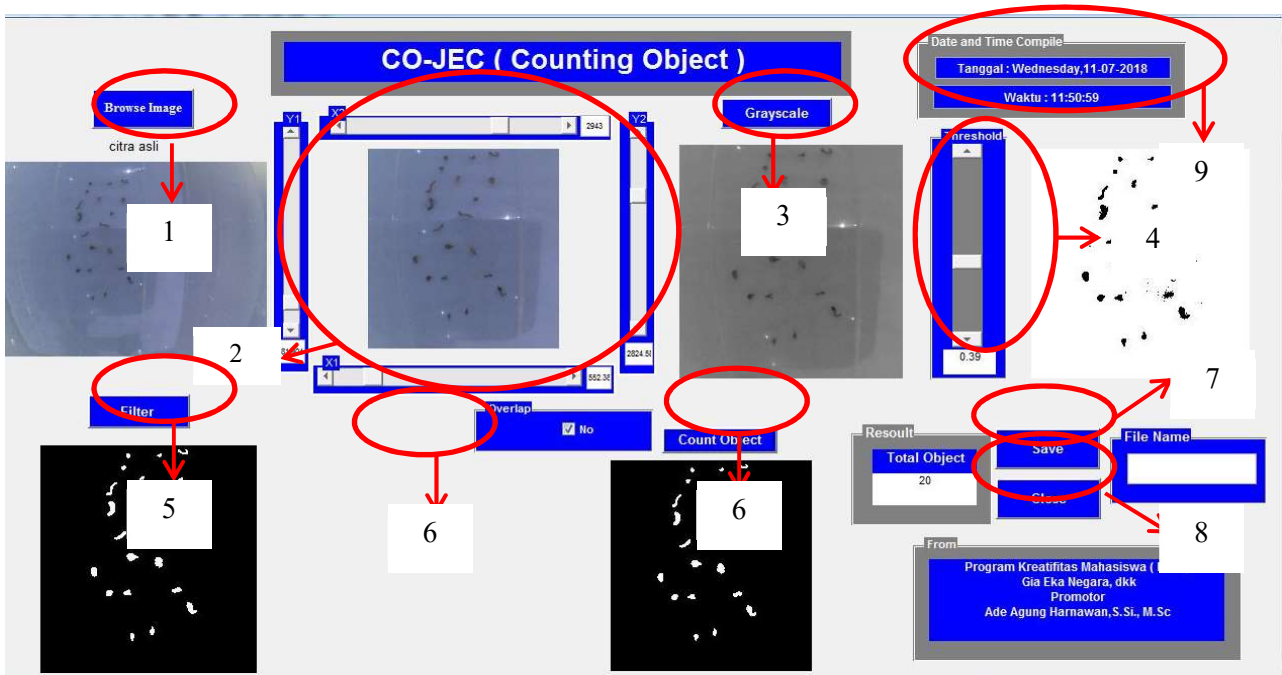 CO-JEC ( Counting Object )
Date and Time Compile
Tanggal : Wednesday,11-07-2018
Waktu : 11:50:59
Browse Image
citra asli
Y1
X2
2943
Y2
Grayscale
Threshold
9
1
3
4
2
2824.50
X1
552.38
0.39
7
Filter
Overlap
No
Count Object
Resoult
Total Object
20
Save
Close
File Name
5
6
6
8
From
Program Kreatifitas Mahasiswa (
Gia Eka Negara, dkk
Promotor
Ade Agung Harnawan,S.Si., M.Sc